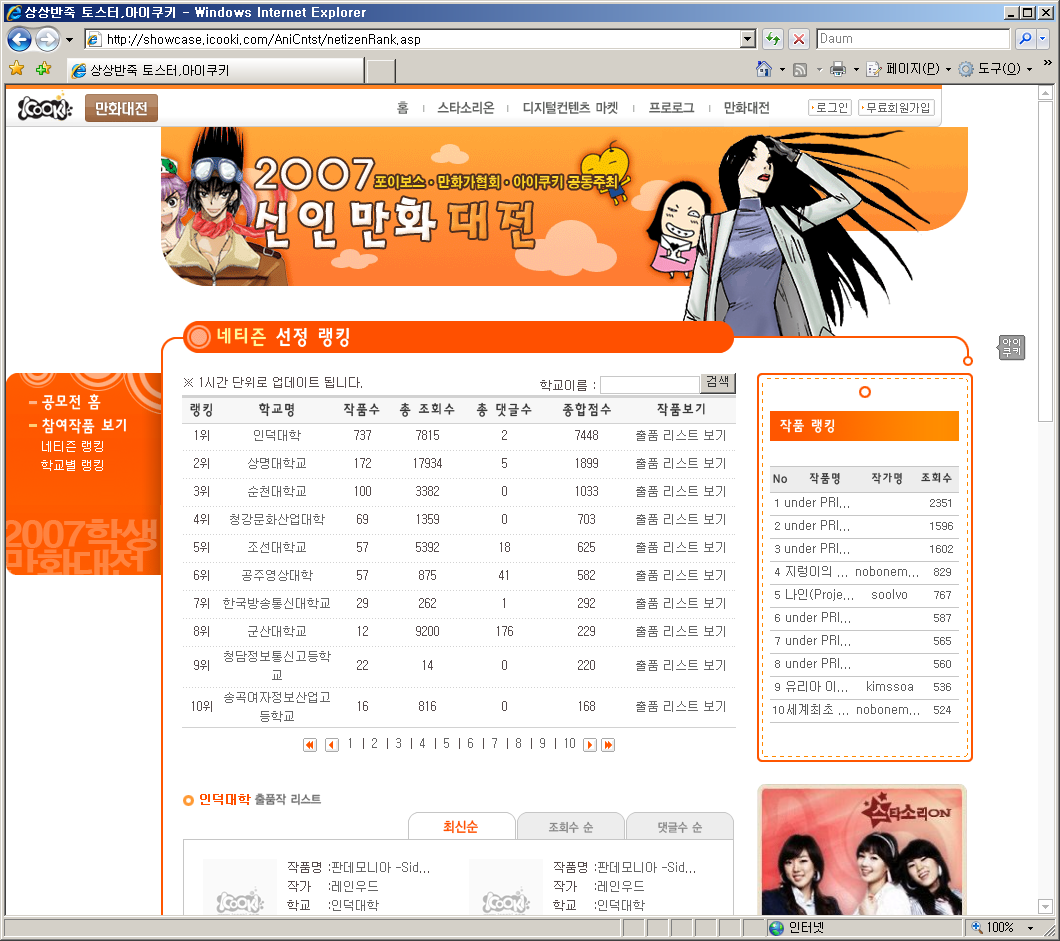 상상반죽 토스터,아이쿠키 - Windows Internet Explorer
http://showcase.icooki.com/AniCntst/netizenRank.asp
Daum
상상반죽 토스터,아이쿠키
페이지(P)
도구(O)
iCOOKi 만화대전
홈 스타소리온 디지털컨텐츠 마켓 프로로그 만화대전
로그인 무료회원가입
2007 포이보스·만화가협회·아이쿠키 공동주최
신인만화대전
네티즌 선정 랭킹
아이
쿠키
공모전 홈
참여작품 보기
네티즌 랭킹
학교별 랭킹
2007학생
만화대전
※ 1시간 단위로 업데이트 됩니다.
학교이름 : 검색
랭킹 학교명 작품수 총 조회수 총 댓글수 종합점수 작품보기
1위 인덕대학 737 7815 2 7448 출품 리스트 보기
2위 상명대학교 172 17934 5 1899 출품 리스트 보기
3위 순천대학교 100 3382 0 1033 출품 리스트 보기
4위 청강문화산업대학 69 1359 0 703 출품 리스트 보기
5위 조선대학교 57 5392 18 625 출품 리스트 보기
6위 공주영상대학 57 875 41 582 출품 리스트 보기
7위 한국방송통신대학교 29 262 1 292 출품 리스트 보기
8위 군산대학교 12 9200 176 229 출품 리스트 보기
9위 청담정보통신고등학교 22 14 0 220 출품 리스트 보기
10위 송곡여자정보산업고등학교 16 816 0 168 출품 리스트 보기
1 | 2 | 3 | 4 | 5 | 6 | 7 | 8 | 9 | 10
작품 랭킹
No 작품명 작가명 조회수
1 under PRI... 2351
2 under PRI... 1596
3 under PRI... 1602
4 지렁이의 ... nobonem... 829
5 나인(Proje... soolvo 767
6 under PRI... 587
7 under PRI... 565
8 under PRI... 560
9 유리아 이... kimssoa 536
10 세계최초 ... nobonem... 524
인덕대학 출품작 리스트
최신순 조회수 순 댓글수 순
iCOOKi
작품명 :판데모니아 -Sid...
작가 :레인우드
학교 :인덕대학
iCOOKi
작품명 :판데모니아 -Sid...
작가 :레인우드
학교 :인덕대학
스타소리ON
인터넷
100%